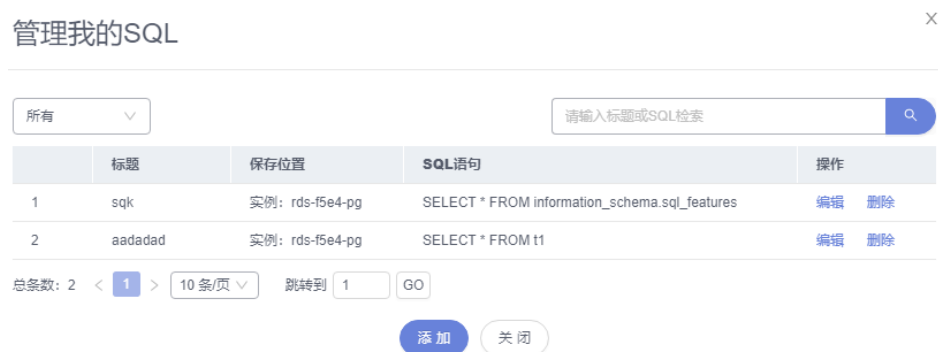 管理我的SQL
所有
请输入标题或SQL检索
标题 保存位置 SQL语句 操作
1 sqk 实例：rds-f5e4-pg SELECT * FROM information_schema.sql_features 编辑 删除
2 aadadad 实例：rds-f5e4-pg SELECT * FROM t1 编辑 删除
总条数：2 < 1 > 10 条/页 跳转到 1 GO
添加 关闭